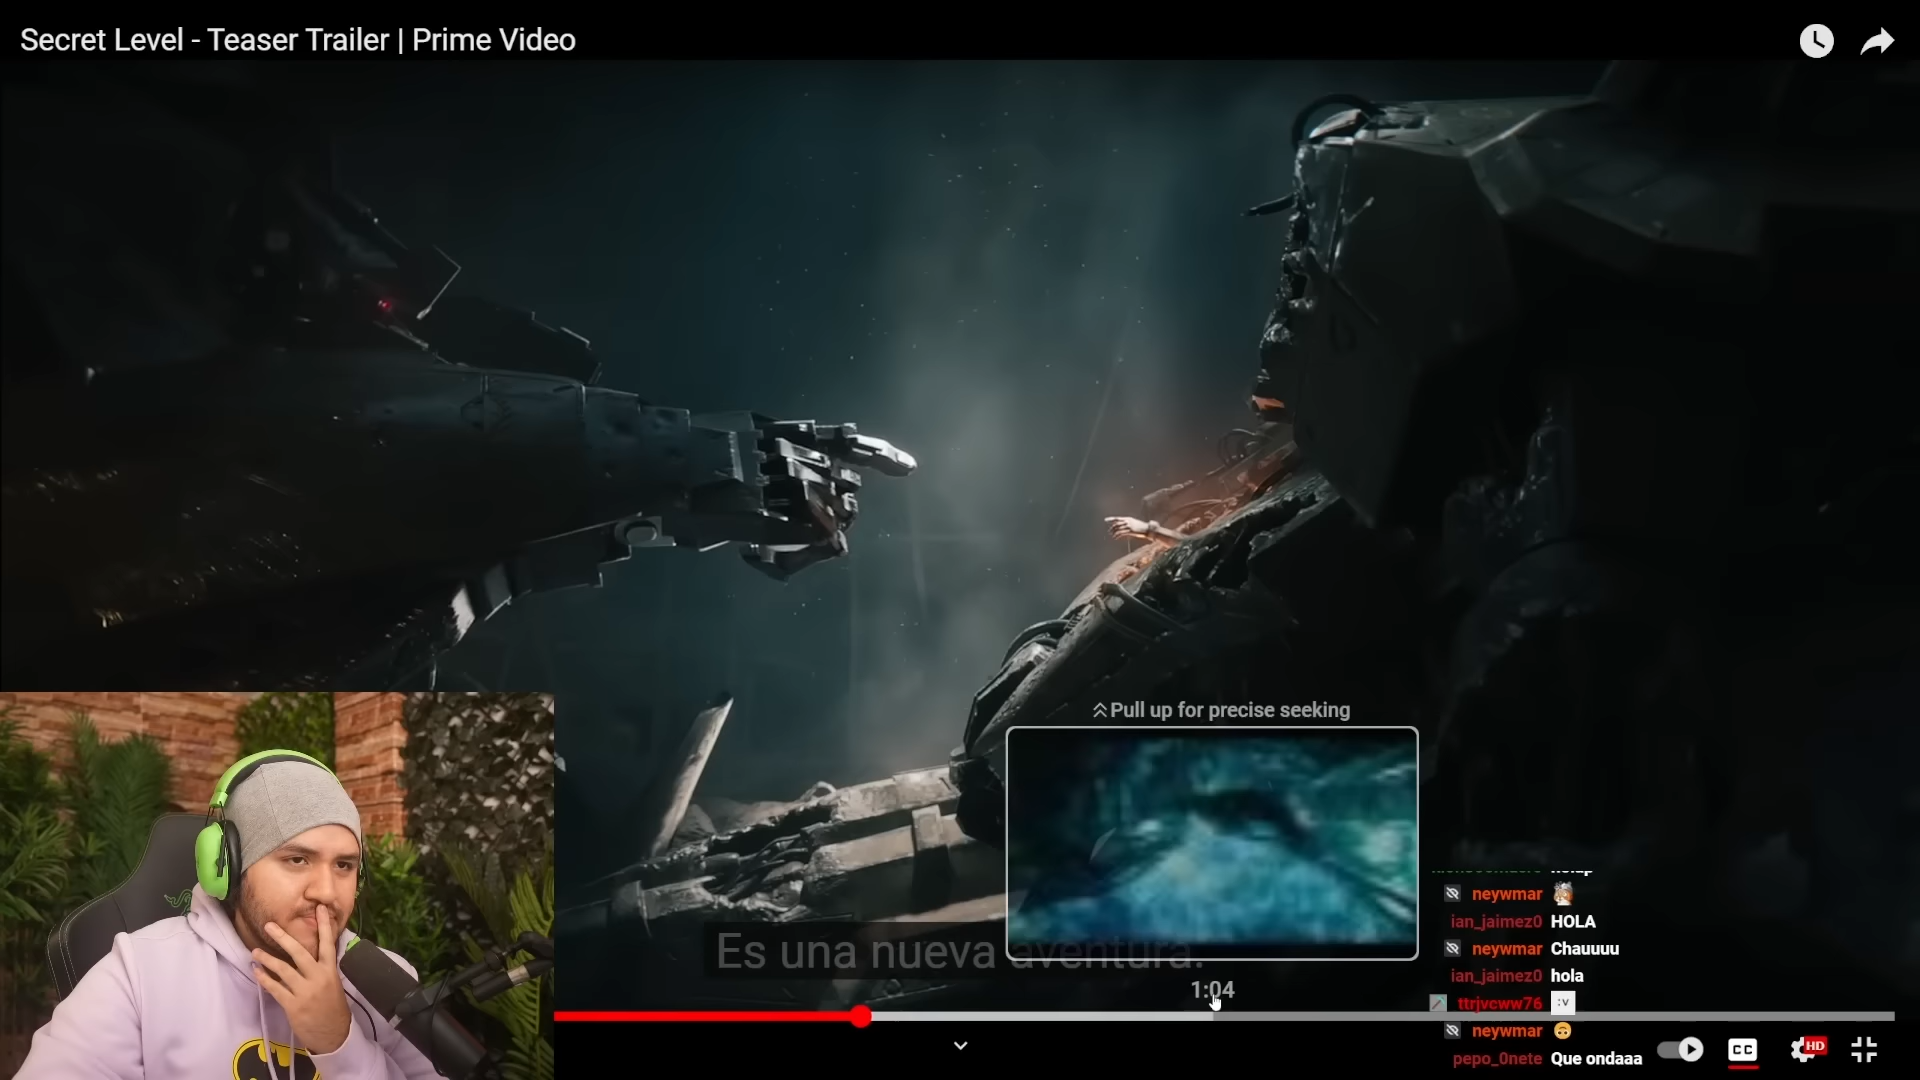 Secret Level - Teaser Trailer | Prime Video
Pull up for precise seeking
Es una nueva aventura.
1:04
neywmar
ian_jaimez0 HOLA
neywmar Chauuuu
ian_jaimez0 hola
ttrjvcww76 :v
neywmar
pepo_0nete Que ondaaa
CC
HD